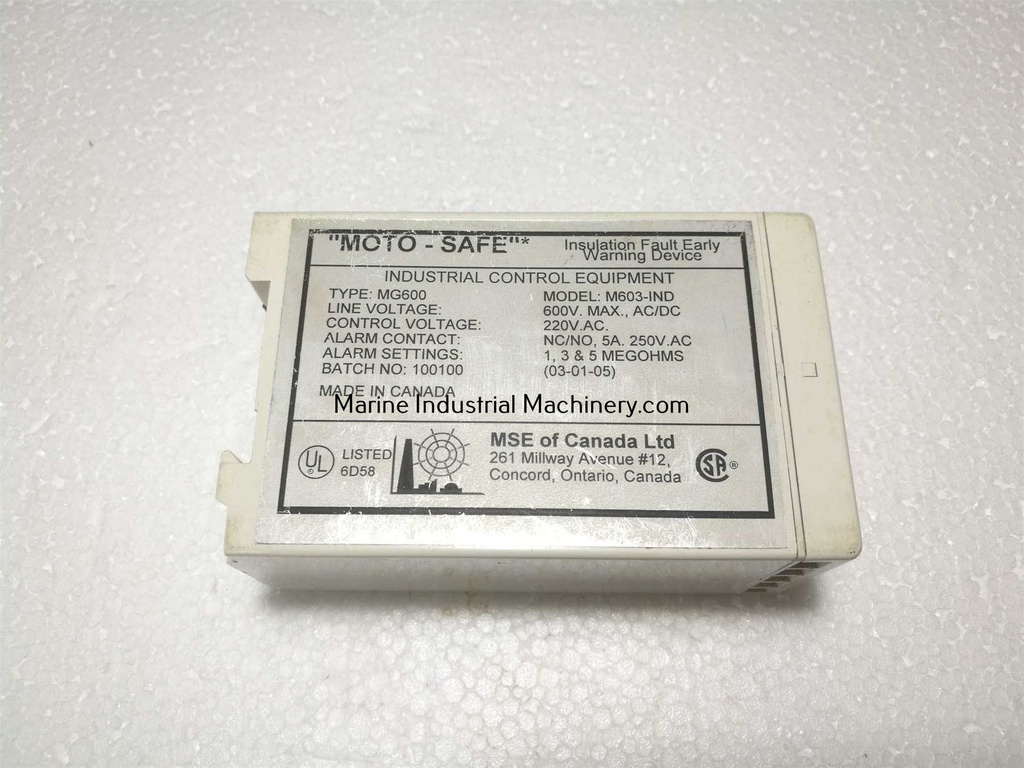 "MOTO - SAFE"* Insulation Fault Early
Warning Device
INDUSTRIAL CONTROL EQUIPMENT
TYPE: MG600 MODEL: M603-IND
LINE VOLTAGE: 600V. MAX., AC/DC
CONTROL VOLTAGE: 220V.AC.
ALARM CONTACT: NC/NO, 5A. 250V.AC
ALARM SETTINGS: 1, 3 & 5 MEGOHMS
BATCH NO: 100100 (03-01-05)
MADE IN CANADA
Marine Industrial Machinery.com
MSE of Canada Ltd
UL LISTED 261 Millway Avenue #12, SA ®
6D58 Concord, Ontario, Canada